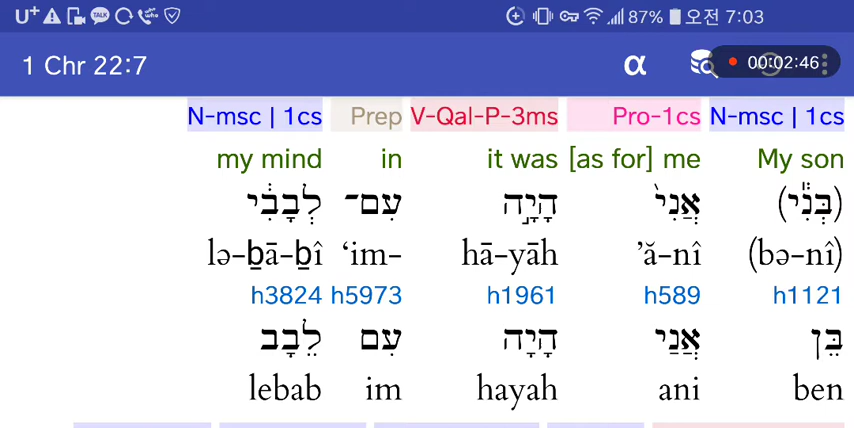 U+ TALK Who 87% 오전 7:03
1 Chr 22:7 α 00:02:46
N-msc | 1cs Prep V-Qal-P-3ms Pro-1cs N-msc | 1cs
my mind in it was [as for] me My son
(בְּנִ֕י) אֲנִי֙ הָיָ֣ה עִם־ לְבָבִ֔י
lə-ḇā-ḇî ‘im- hā-yāh ’ă-nî (bə-nî)
h3824 h5973 h1961 h589 h1121
בֵּן אֲנַי הָיָה עִם לֵבָב
lebab im hayah ani ben